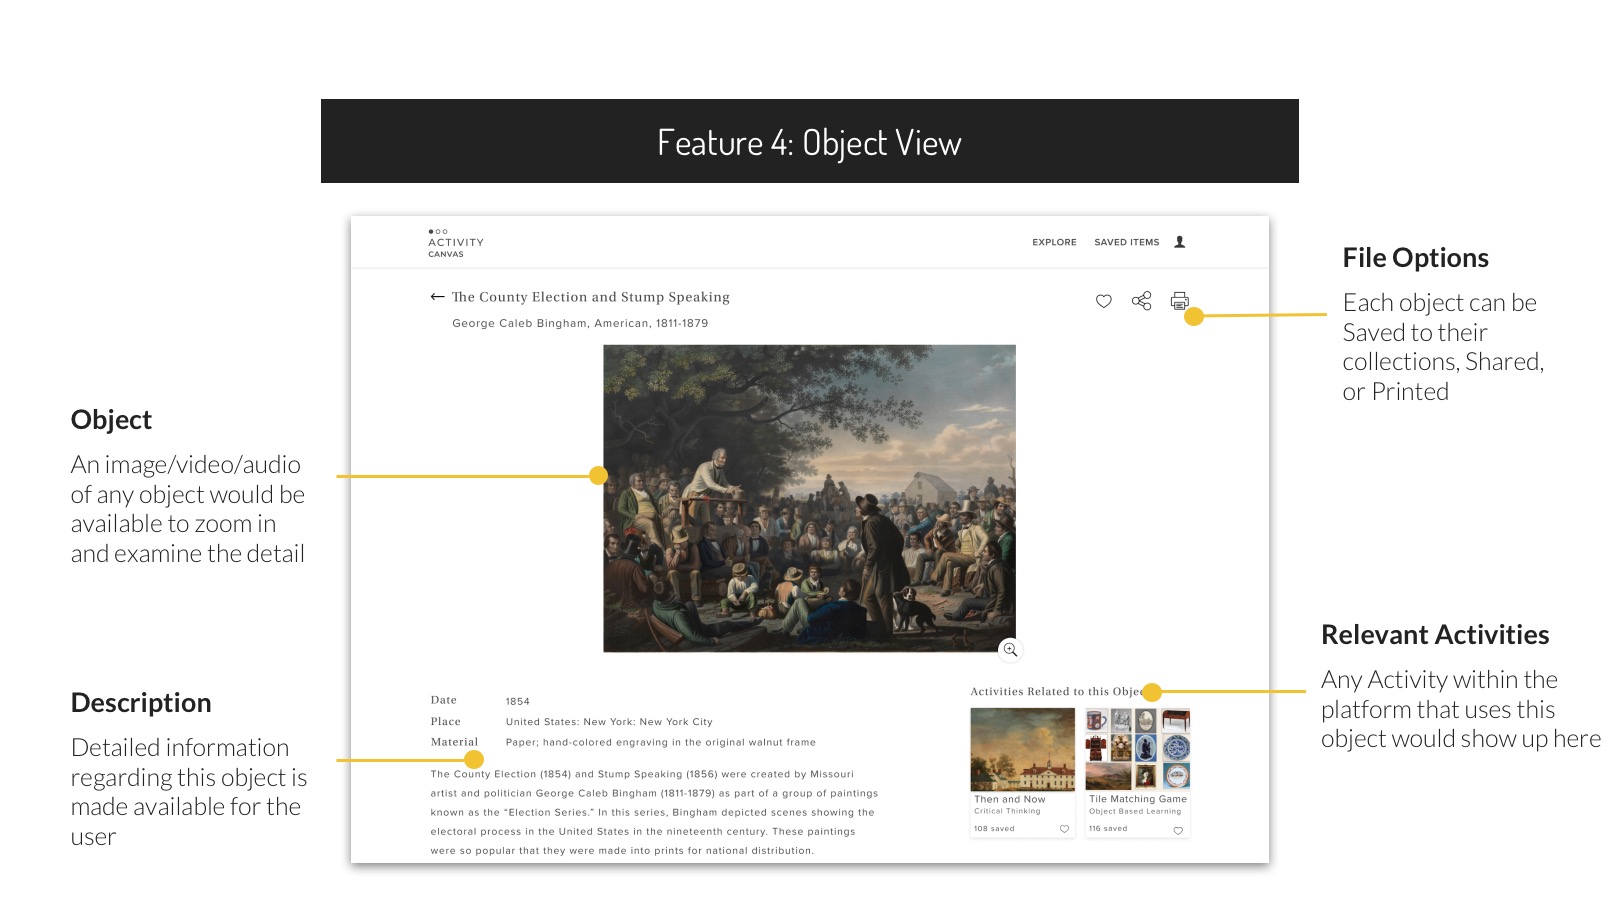 Feature 4: Object View
ACTIVITY
CANVAS
EXPLORE
SAVED ITEMS
The County Election and Stump Speaking
George Caleb Bingham, American, 1811-1879
File Options
Each object can be
Saved to their
collections, Shared,
or Printed
Object
An image/video/audio
of any object would be
available to zoom in
and examine the detail
Description
Detailed information
regarding this object is
made available for the
user
Date 1854
Place United States: New York: New York City
Material Paper; hand-colored engraving in the original walnut frame
The County Election (1854) and Stump Speaking (1856) were created by Missouri
artist and politician George Caleb Bingham (1811-1879) as part of a group of paintings
known as the “Election Series.” In this series, Bingham depicted scenes showing the
electoral process in the United States in the nineteenth century. These paintings
were so popular that they were made into prints for national distribution.
Activities Related to this Objec
Then and Now
Critical Thinking
108 saved
Tile Matching Game
Object Based Learning
116 saved
Relevant Activities
Any Activity within the
platform that uses this
object would show up here